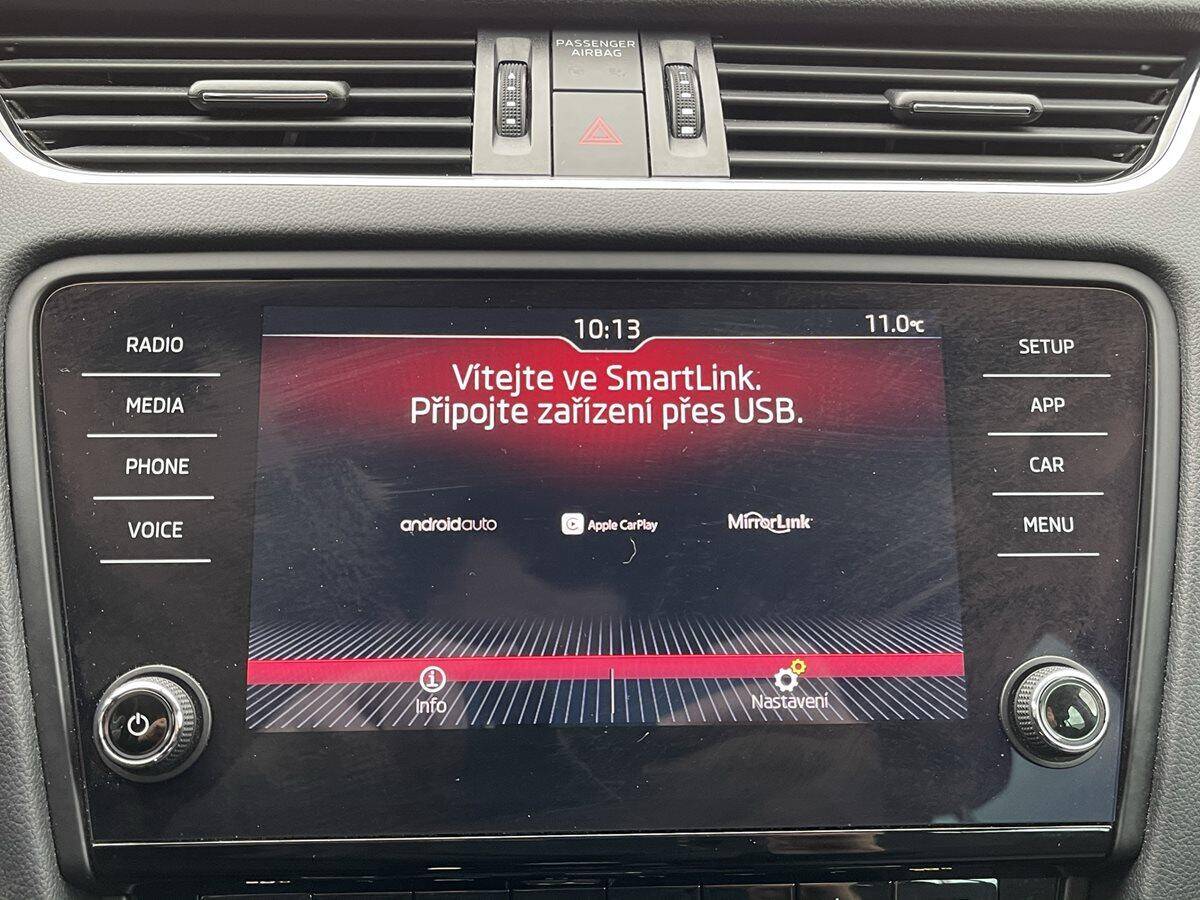 PASSENGER
AIRBAG
10:13
11.0°C
RADIO
MEDIA
PHONE
VOICE
Vítejte ve SmartLink.
Připojte zařízení přes USB.
androidauto
Apple CarPlay
MirrorLink
Info
Nastavení
SETUP
APP
CAR
MENU